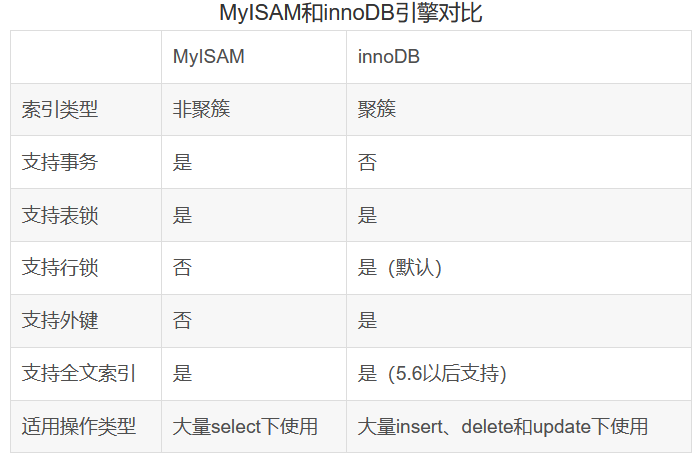 MyISAM和innoDB引擎对比
MyISAM innoDB
索引类型 非聚簇 聚簇
支持事务 是 否
支持表锁 是 是
支持行锁 否 是（默认）
支持外键 否 是
支持全文索引 是 是（5.6以后支持）
适用操作类型 大量select下使用 大量insert、delete和update下使用